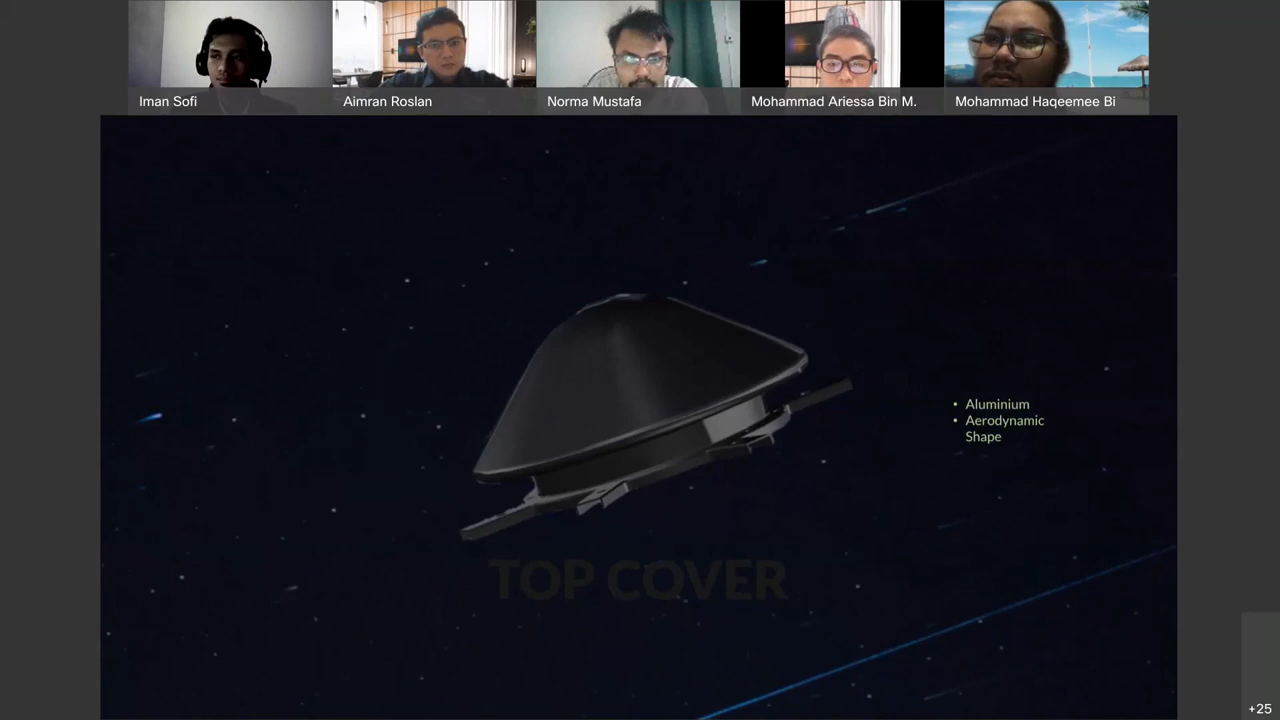 Iman Sofi
Aimran Roslan
Norma Mustafa
Mohammad Ariessa Bin M.
Mohammad Haqeemee Bi
• Aluminium
• Aerodynamic
Shape
TOP COVER
+25